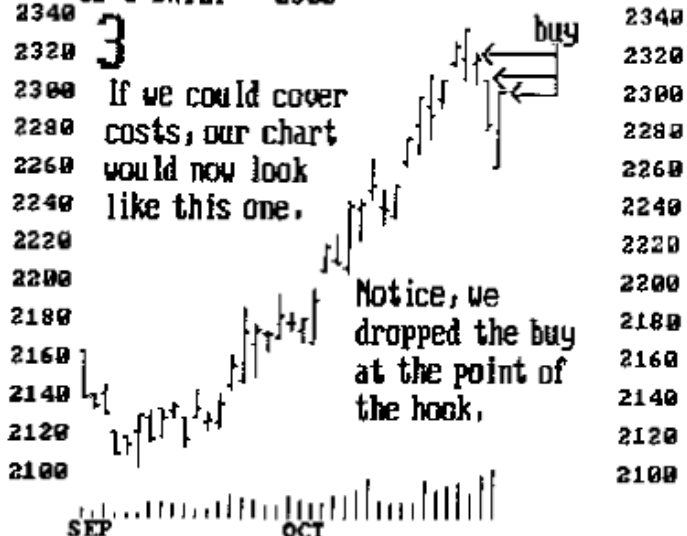 2340 2340
3 buy
2320 2320
2300 If we could cover 2300
2280 costs, our chart 2280
2260 would now look 2260
2240 like this one. 2240
2220 2220
2200 Notice, we 2200
2180 dropped the buy 2180
2160 at the point of 2160
2140 the hook. 2140
2120 2120
2100 2100
SEP OCT